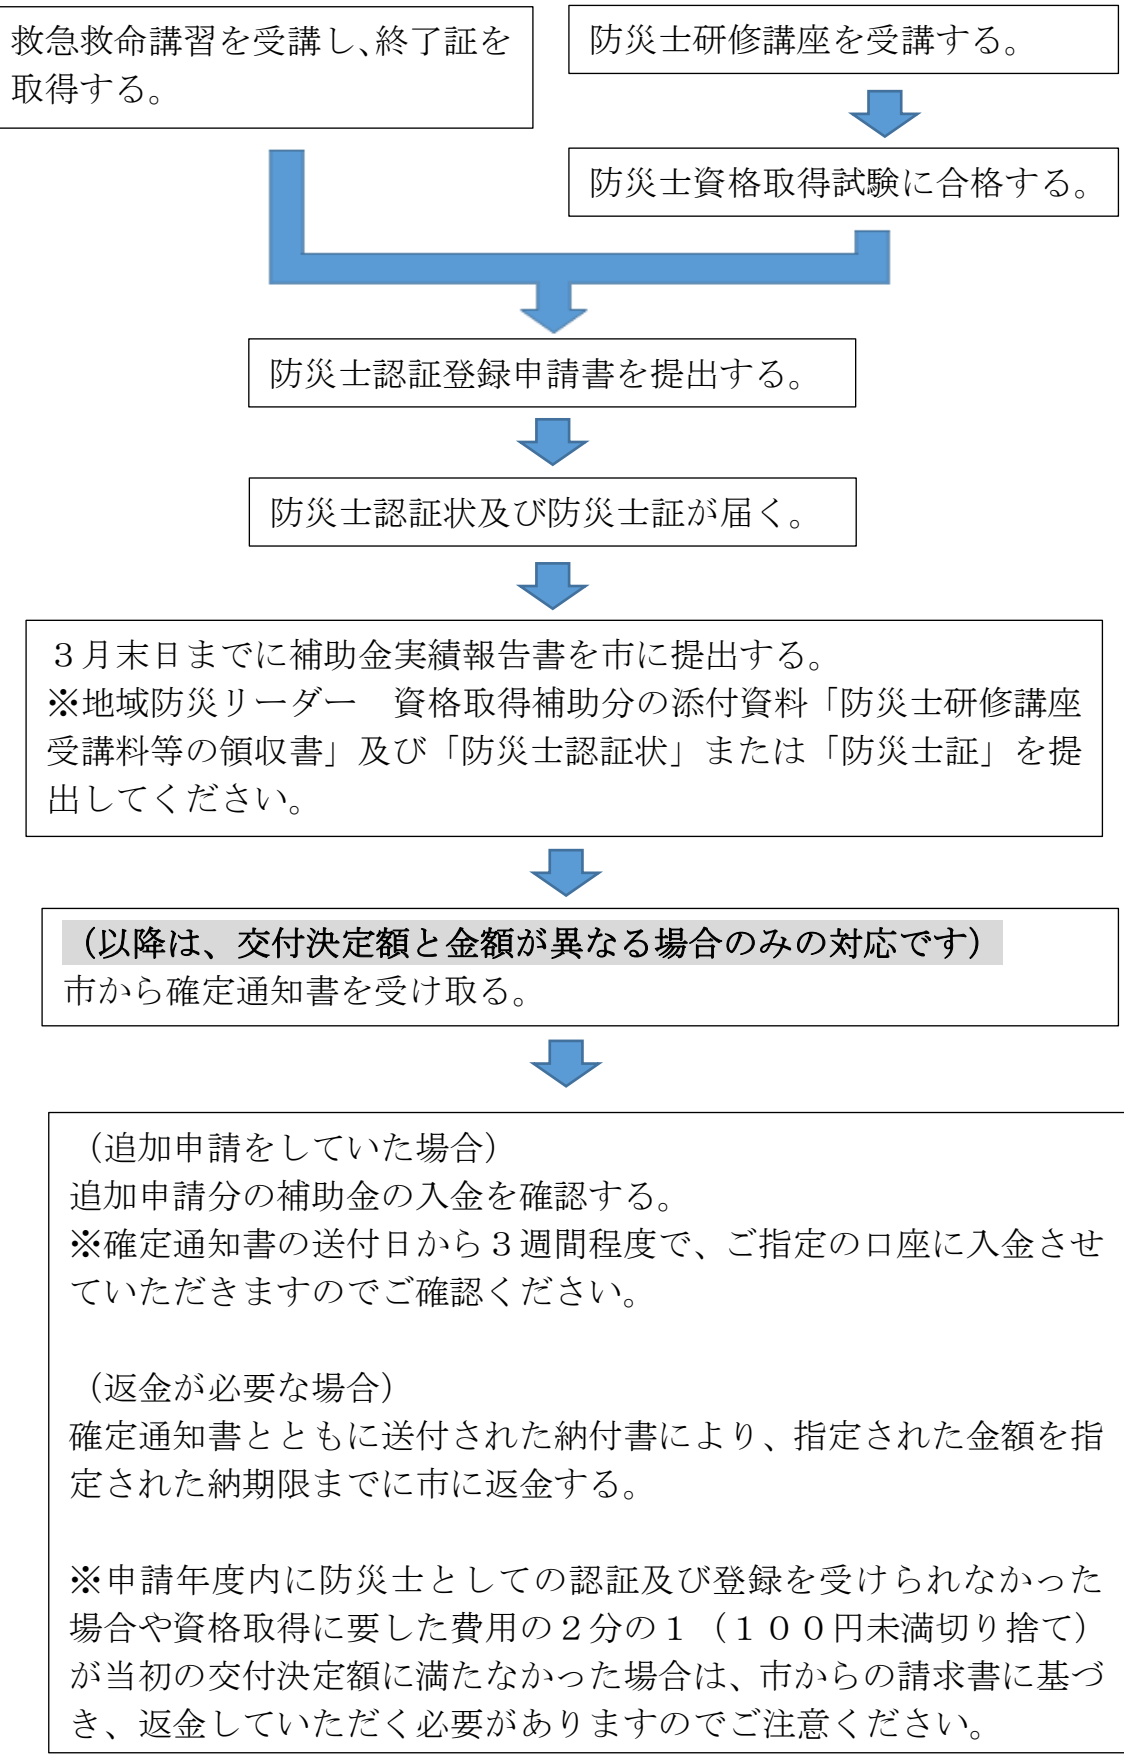 救急救命講習を受講し、終了証を
取得する。
防災士研修講座を受講する。
防災士資格取得試験に合格する。
防災士認証登録申請書を提出する。
防災士認証状及び防災士証が届く。
３月末日までに補助金実績報告書を市に提出する。
※地域防災リーダー　資格取得補助分の添付資料「防災士研修講座
受講料等の領収書」及び「防災士認証状」または「防災士証」を提
出してください。
（以降は、交付決定額と金額が異なる場合のみの対応です）
市から確定通知書を受け取る。
（追加申請をしていた場合）
追加申請分の補助金の入金を確認する。
※確定通知書の送付日から３週間程度で、ご指定の口座に入金させ
ていただきますのでご確認ください。
（返金が必要な場合）
確定通知書とともに送付された納付書により、指定された金額を指
定された納期限までに市に返金する。
※申請年度内に防災士としての認証及び登録を受けられなかった
場合や資格取得に要した費用の２分の１（１００円未満切り捨て）
が当初の交付決定額に満たなかった場合は、市からの請求書に基づ
き、返金していただく必要がありますのでご注意ください。